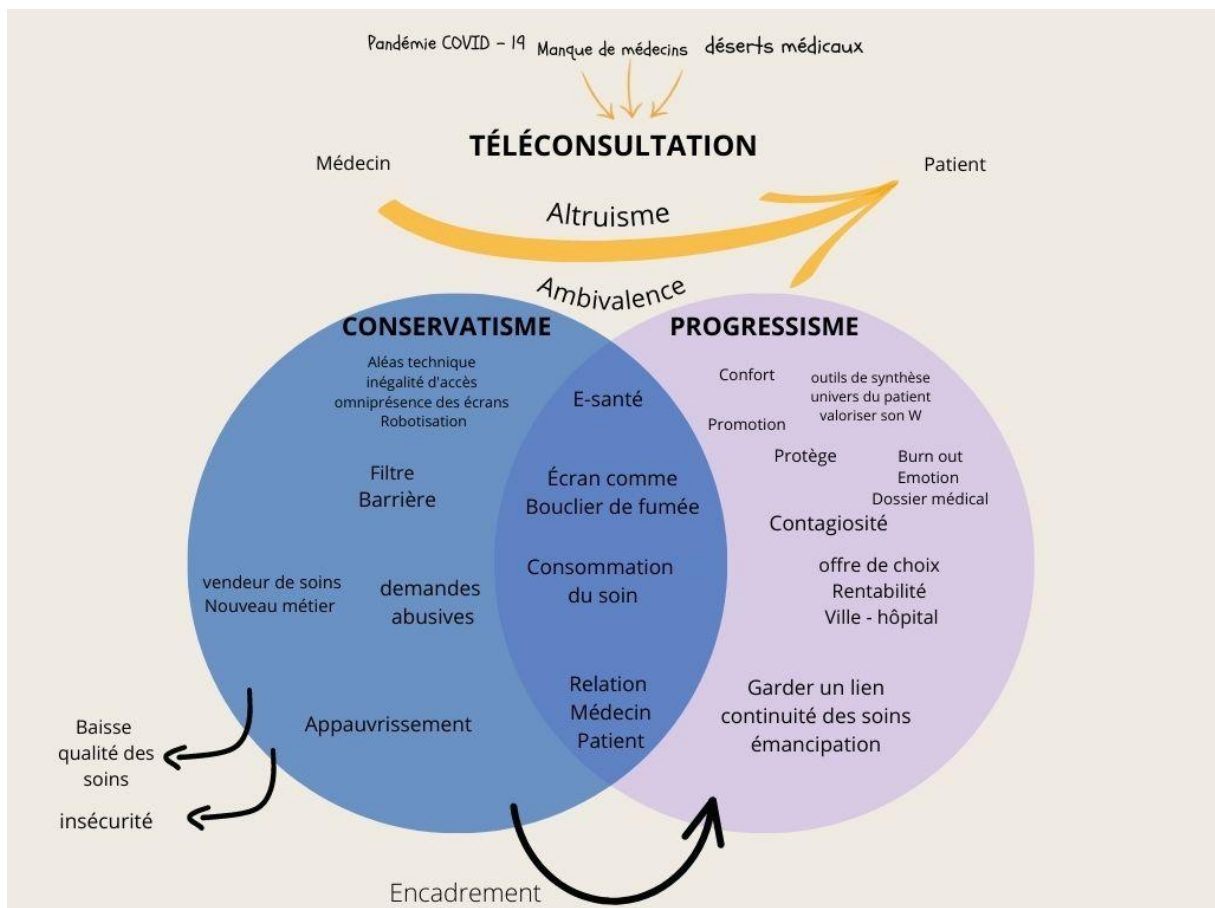 Pandémie COVID - 19
Manque de médecins
déserts médicaux
TÉLÉCONSULTATION
Médecin
Patient
Altruisme
Ambivalence
CONSERVATISME
PROGRESSISME
Aléas technique
inégalité d'accès
omniprésence des écrans
Robotisation
Filtre
Barrière
vendeur de soins
Nouveau métier
demandes
abusives
Appauvrissement
E-santé
Écran comme
Bouclier de fumée
Consommation
du soin
Relation
Médecin
Patient
Confort
outils de synthèse
univers du patient
valoriser son W
Promotion
Protège
Burn out
Emotion
Dossier médical
Contagiosité
offre de choix
Rentabilité
Ville - hôpital
Garder un lien
continuité des soins
émancipation
Baisse
qualité des
soins
insécurité
Encadrement